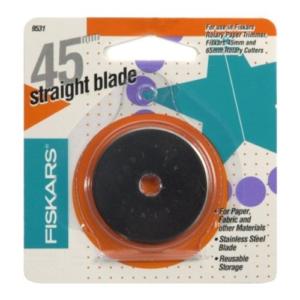 9531
45mm
straight blade
For use in Fiskars
Rotary Paper Trimmer,
Fiskars 45mm and
65mm Rotary Cutters
FISKARS
• For Paper,
Fabric and
other Materials
• Stainless Steel
Blade
• Reusable
Storage